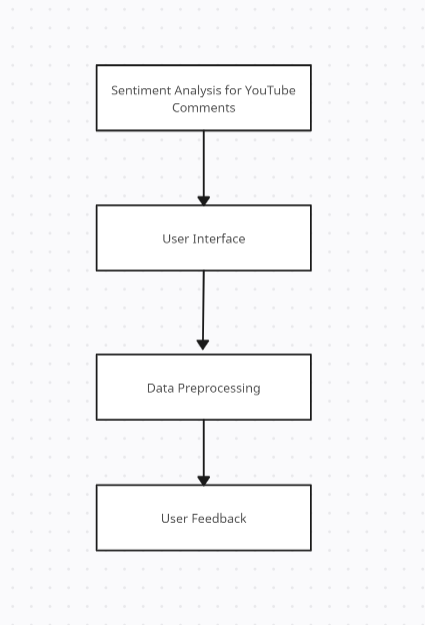 Sentiment Analysis for YouTube
Comments
User Interface
Data Preprocessing
User Feedback